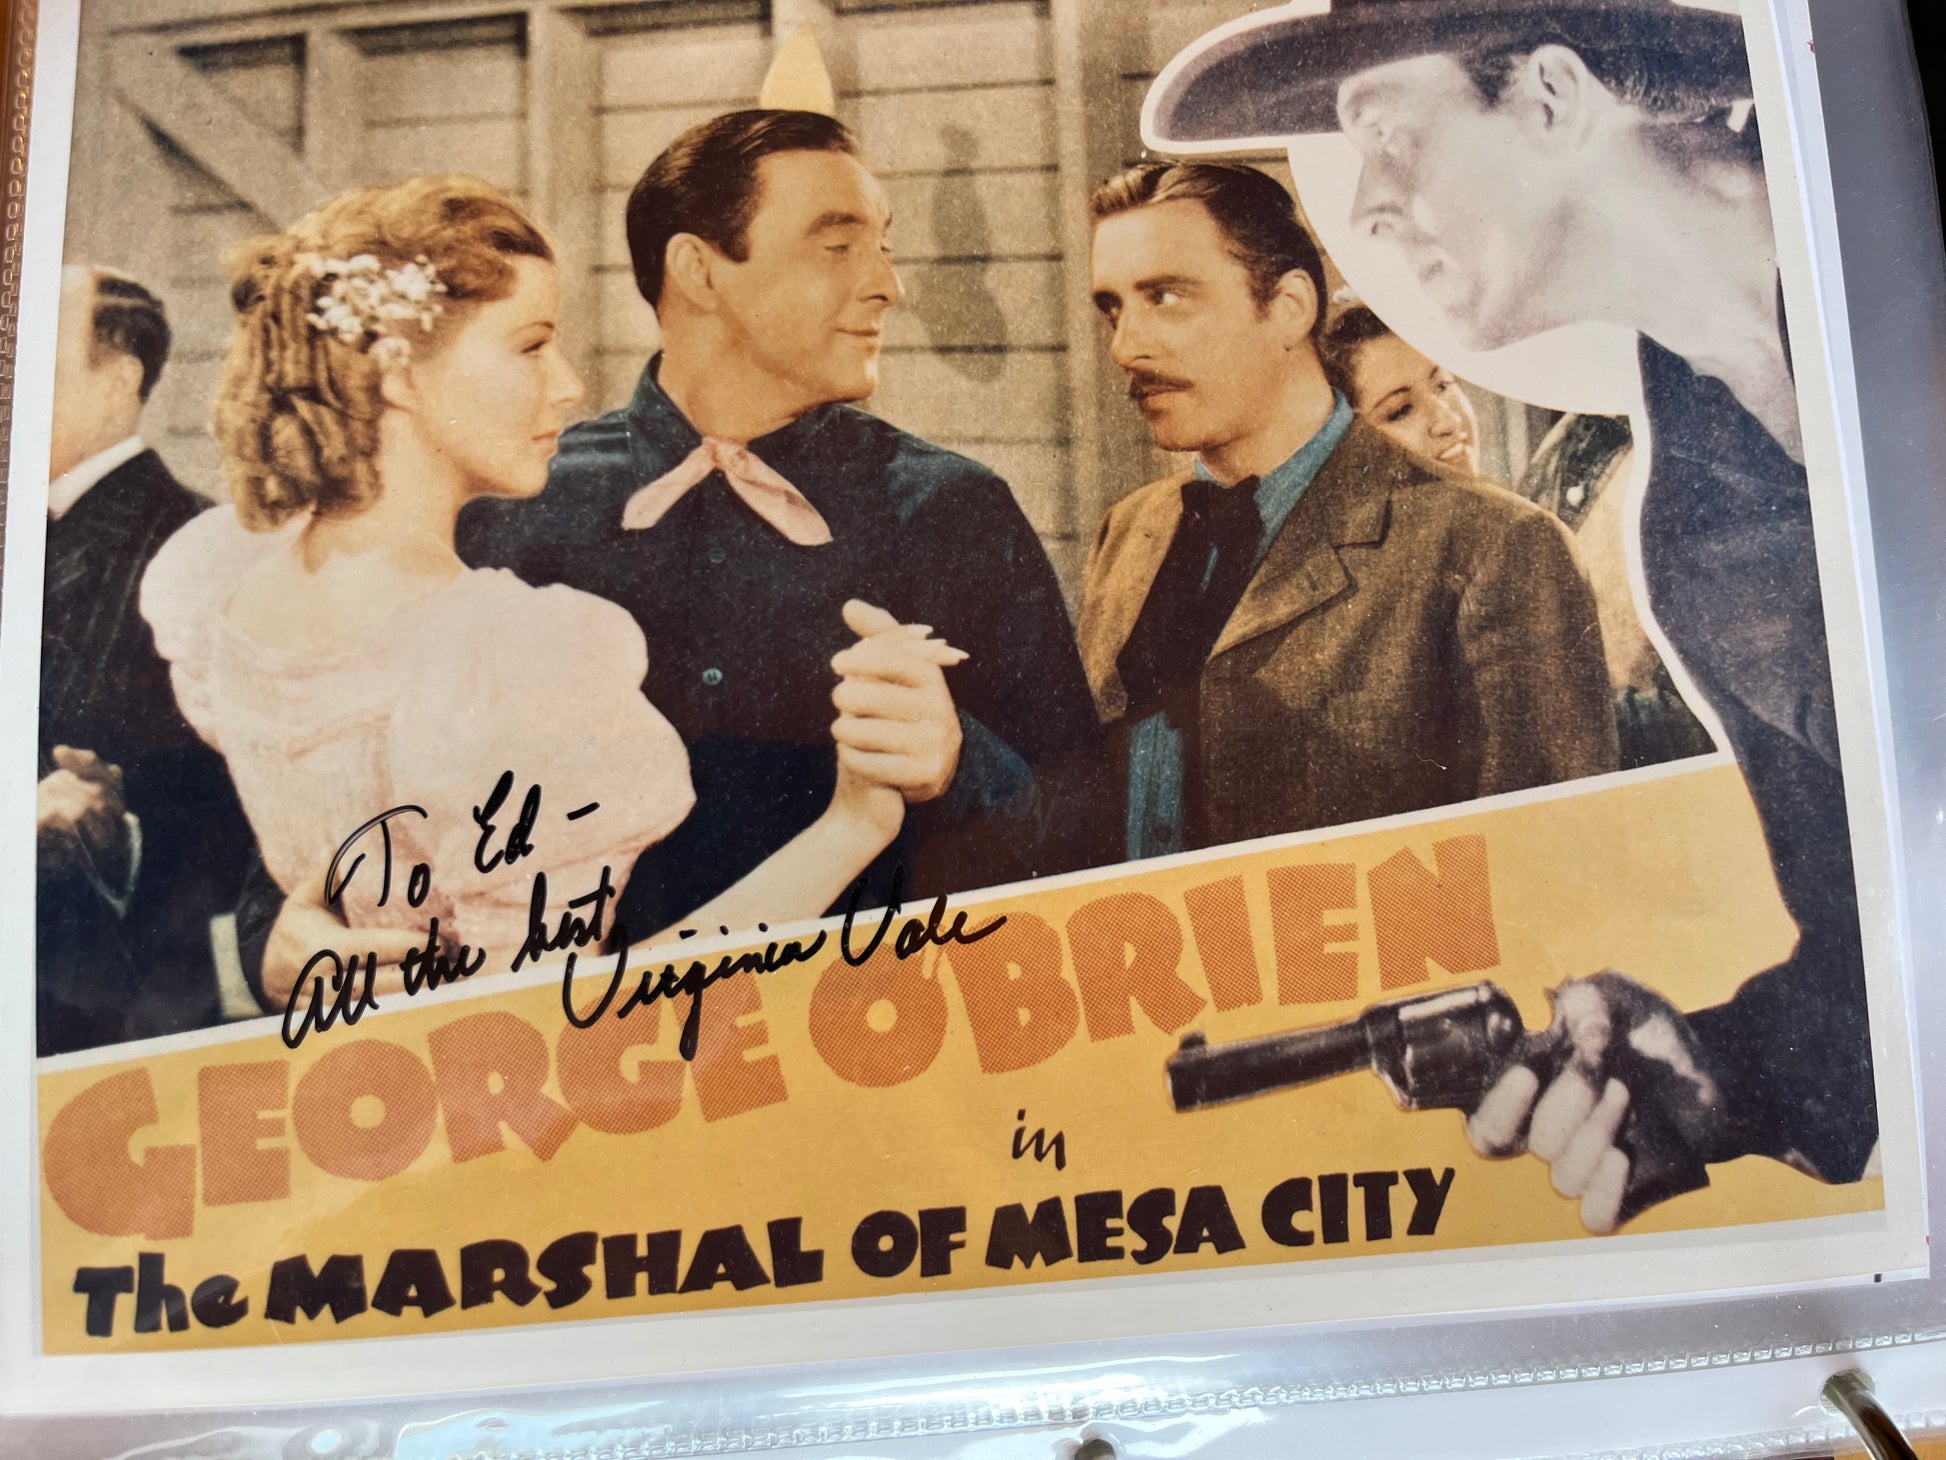 To Ed -
All the best
Virginia Vale
GEORGE O'BRIEN
in
The MARSHAL OF MESA CITY